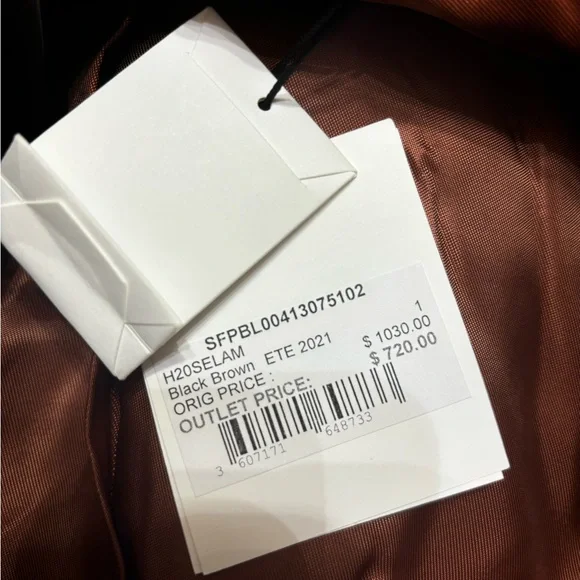 SFPBL00413075102
H20SELAM 1
Black Brown ETE 2021
ORIG PRICE : $ 1030.00
OUTLET PRICE: $ 720.00
3 607171 648733